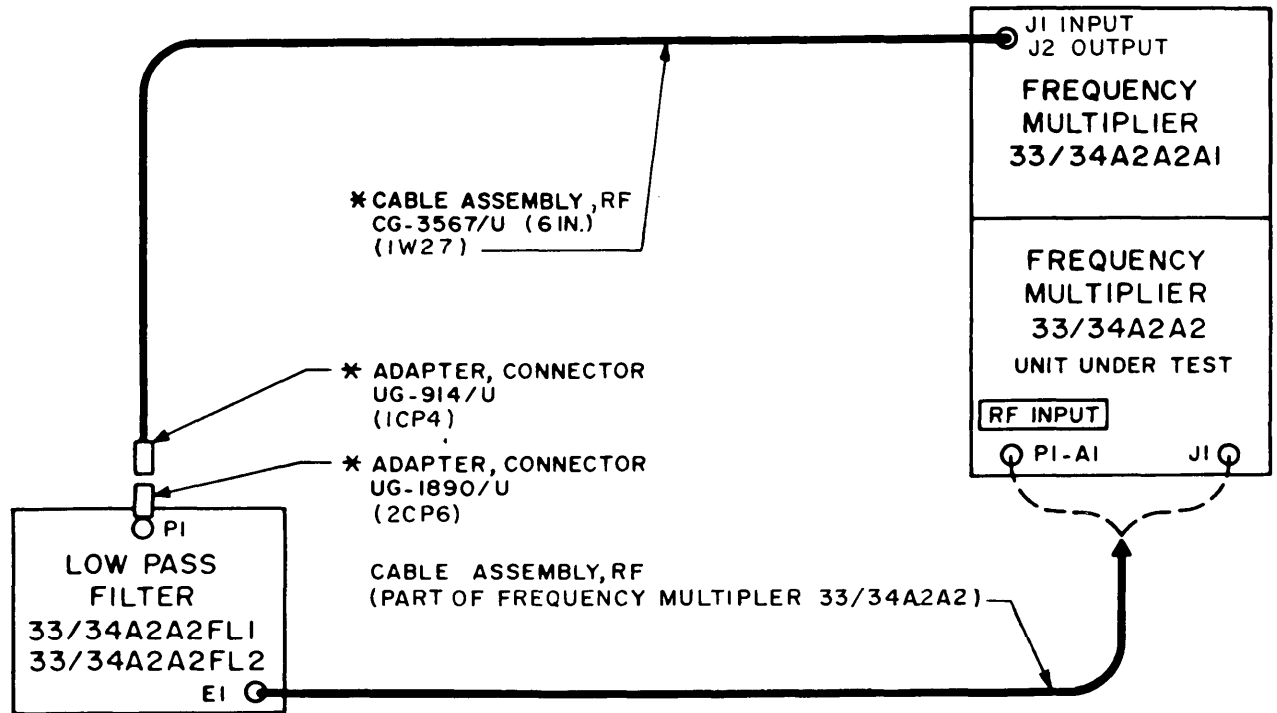 J1 INPUT
J2 OUTPUT
FREQUENCY
MULTIPLIER
33/34A2A2A1
* CABLE ASSEMBLY, RF
CG-3567/U (6 IN.)
(1W27)
FREQUENCY
MULTIPLIER
33/34A2A2
UNIT UNDER TEST
RF INPUT
P1-A1 J1
* ADAPTER, CONNECTOR
UG-914/U
(1CP4)
* ADAPTER, CONNECTOR
UG-1890/U
(2CP6)
P1
LOW PASS
FILTER
33/34A2A2FL1
33/34A2A2FL2
E1
CABLE ASSEMBLY, RF
(PART OF FREQUENCY MULTIPLER 33/34A2A2)